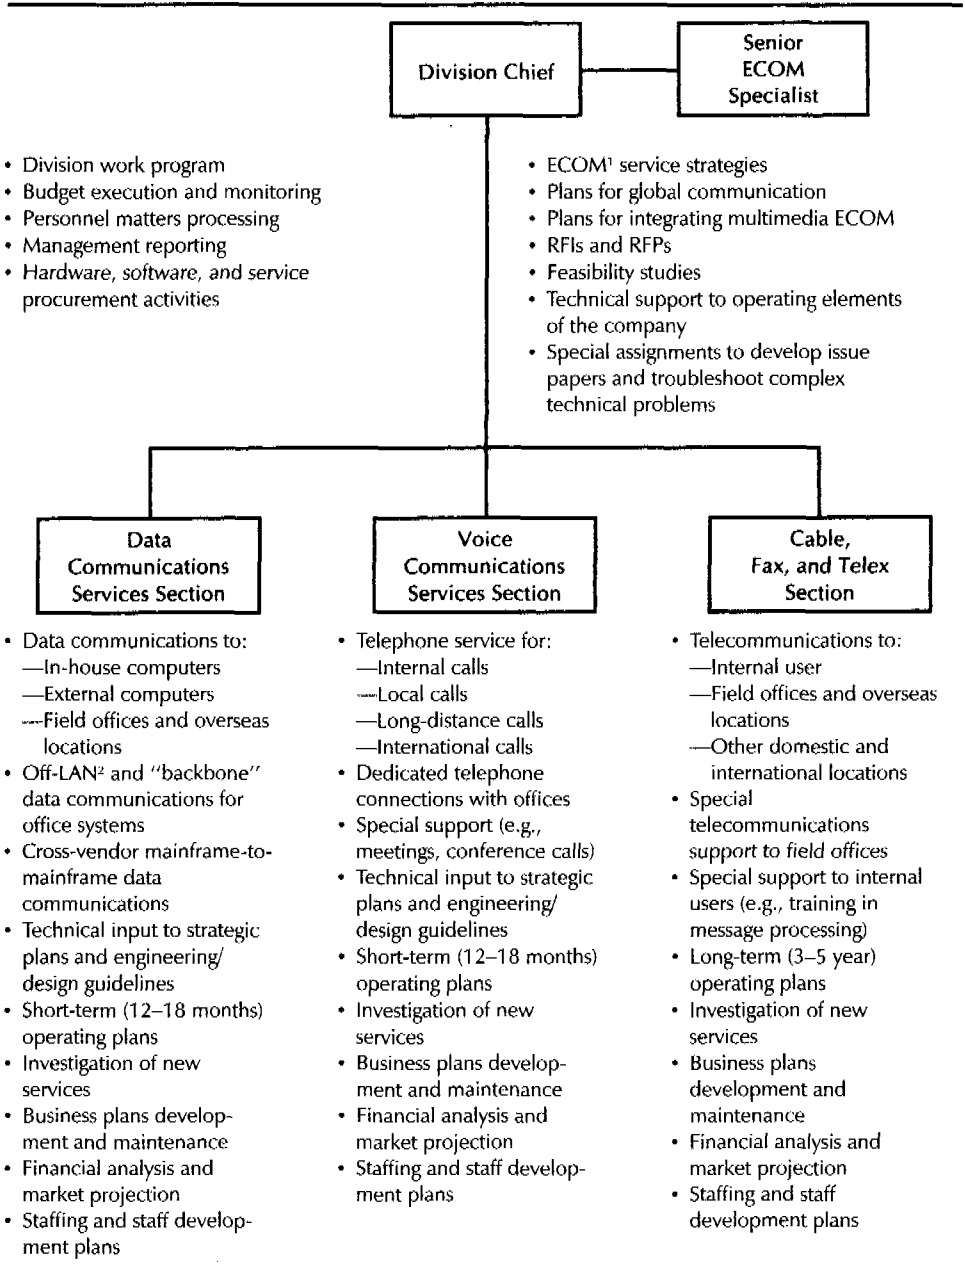 Division Chief
Senior
ECOM
Specialist
• Division work program
• Budget execution and monitoring
• Personnel matters processing
• Management reporting
• Hardware, software, and service
procurement activities
• ECOM¹ service strategies
• Plans for global communication
• Plans for integrating multimedia ECOM
• RFIs and RFPs
• Feasibility studies
• Technical support to operating elements
of the company
• Special assignments to develop issue
papers and troubleshoot complex
technical problems
Data
Communications
Services Section
• Data communications to:
—In-house computers
—External computers
—Field offices and overseas
locations
• Off-LAN² and "backbone"
data communications for
office systems
• Cross-vendor mainframe-to-
mainframe data
communications
• Technical input to strategic
plans and engineering/
design guidelines
• Short-term (12–18 months)
operating plans
• Investigation of new
services
• Business plans develop-
ment and maintenance
• Financial analysis and
market projection
• Staffing and staff develop-
ment plans
Voice
Communications
Services Section
• Telephone service for:
—Internal calls
—Local calls
—Long-distance calls
—International calls
• Dedicated telephone
connections with offices
• Special support (e.g.,
meetings, conference calls)
• Technical input to strategic
plans and engineering/
design guidelines
• Short-term (12–18 months)
operating plans
• Investigation of new
services
• Business plans develop-
ment and maintenance
• Financial analysis and
market projection
• Staffing and staff develop-
ment plans
Cable,
Fax, and Telex
Section
• Telecommunications to:
—Internal user
—Field offices and overseas
locations
—Other domestic and
international locations
• Special
telecommunications
support to field offices
• Special support to internal
users (e.g., training in
message processing)
• Long-term (3–5 year)
operating plans
• Investigation of new
services
• Business plans
development and
maintenance
• Financial analysis and
market projection
• Staffing and staff
development plans